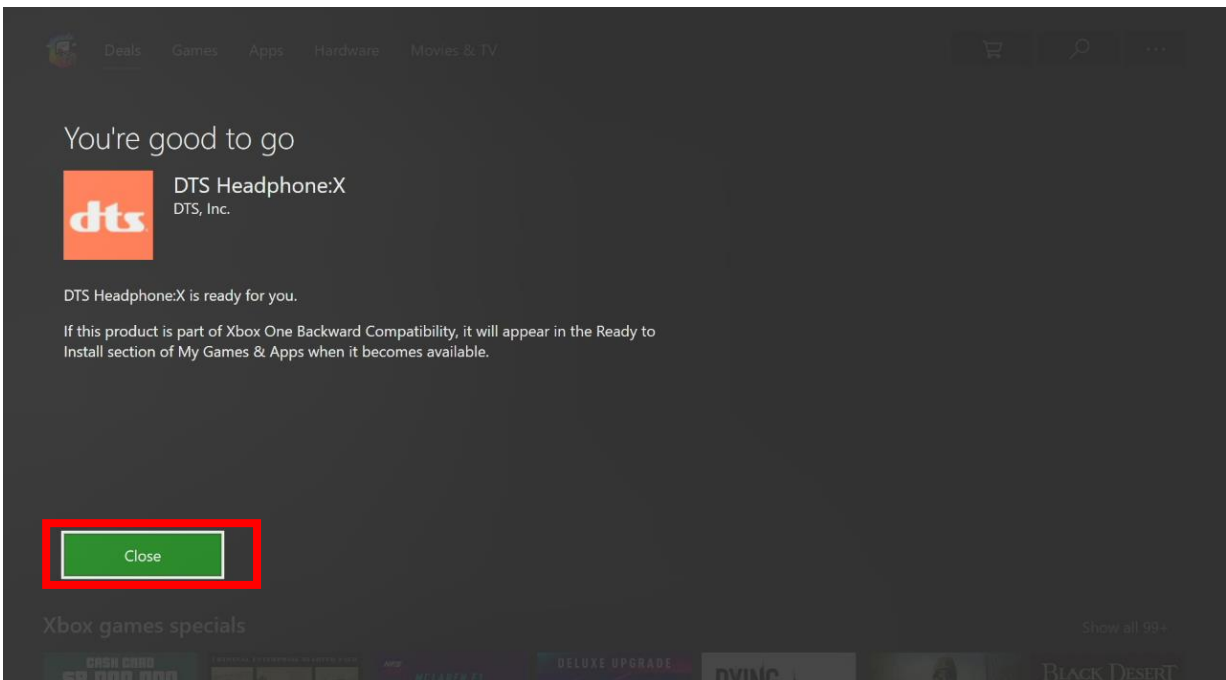 Deals Games Apps Hardware Movies & TV
You're good to go
dts
DTS Headphone:X
DTS, Inc.
DTS Headphone:X is ready for you.
If this product is part of Xbox One Backward Compatibility, it will appear in the Ready to
Install section of My Games & Apps when it becomes available.
Close
Xbox games specials
Show all 99+
CASH CARD
DELUXE UPGRADE
DYING
BLACK DESERT